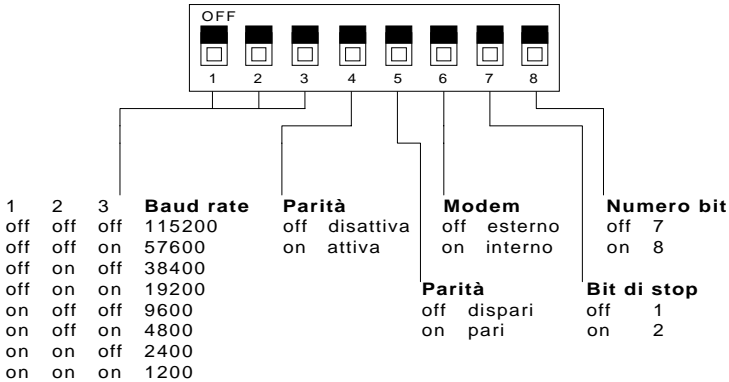 OFF
1 2 3 4 5 6 7 8
1 2 3 Baud rate
off off off 115200
off off on 57600
off on off 38400
off on on 19200
on off off 9600
on off on 4800
on on off 2400
on on on 1200
Parità
off disattiva
on attiva
Parità
off dispari
on pari
Modem
off esterno
on interno
Bit di stop
off 1
on 2
Numero bit
off 7
on 8